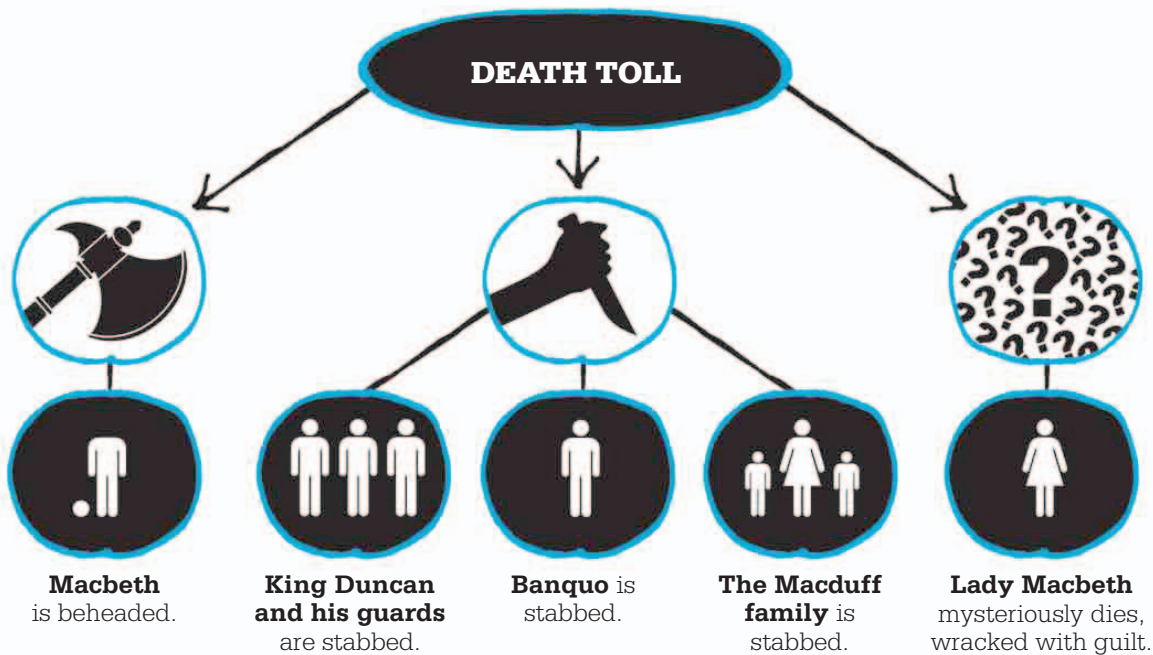 DEATH TOLL
Macbeth
is beheaded.
King Duncan
and his guards
are stabbed.
Banquo is
stabbed.
The Macduff
family is
stabbed.
Lady Macbeth
mysteriously dies,
wracked with guilt.